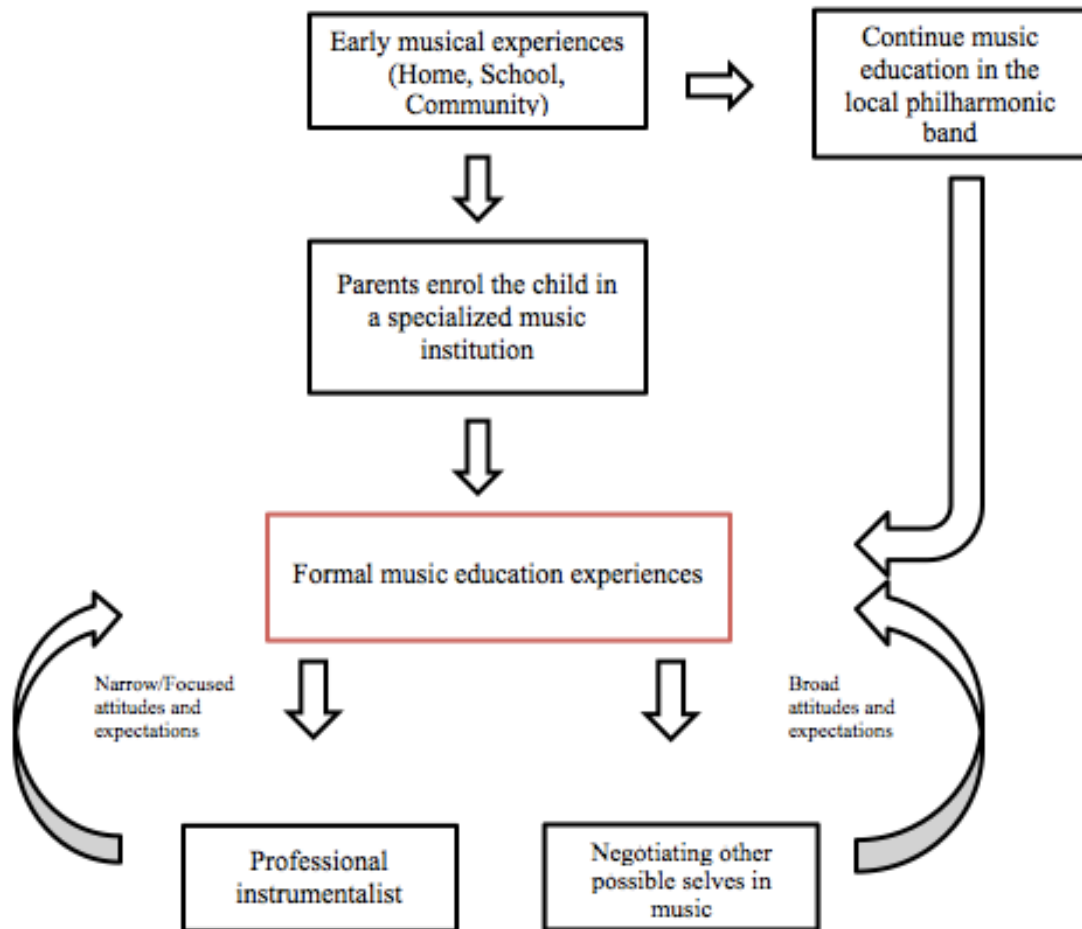 Early musical experiences
(Home, School,
Community)
Continue music
education in the
local philharmonic
band
Parents enrol the child in
a specialized music
institution
Formal music education experiences
Narrow/Focused
attitudes and
expectations
Broad
attitudes and
expectations
Professional
instrumentalist
Negotiating other
possible selves in
music